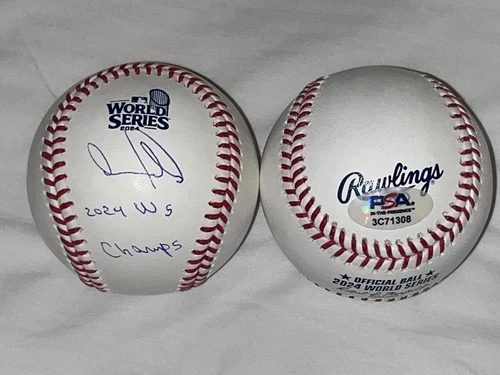 WORLD
SERIES
2024
2024 WS
Champs
Rawlings
PSA
IN-THE-PRESENCE
3C71308
★ OFFICIAL BALL ★
2024 WORLD SERIES